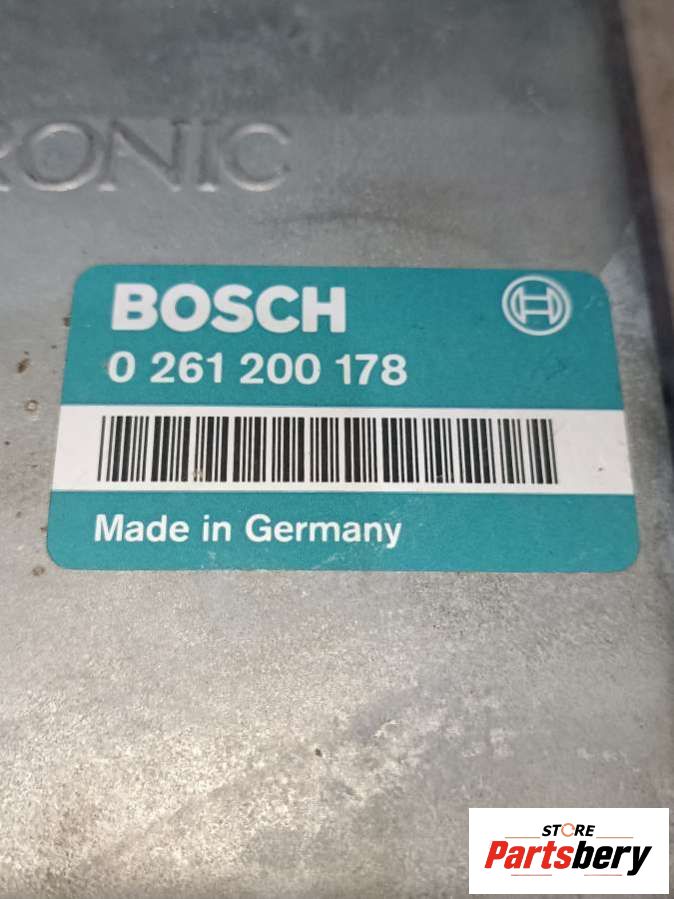 RONIC
BOSCH
0 261 200 178
Made in Germany
STORE
Partsbery